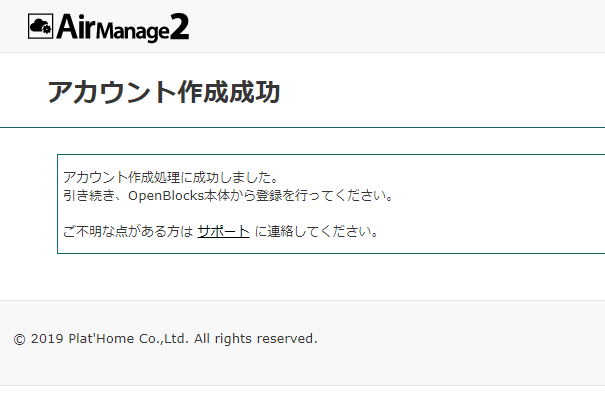 AirManage2
アカウント作成成功
アカウント作成処理に成功しました。
引き続き、OpenBlocks本体から登録を行ってください。
ご不明な点がある方は サポート に連絡してください。
© 2019 Plat'Home Co.,Ltd. All rights reserved.